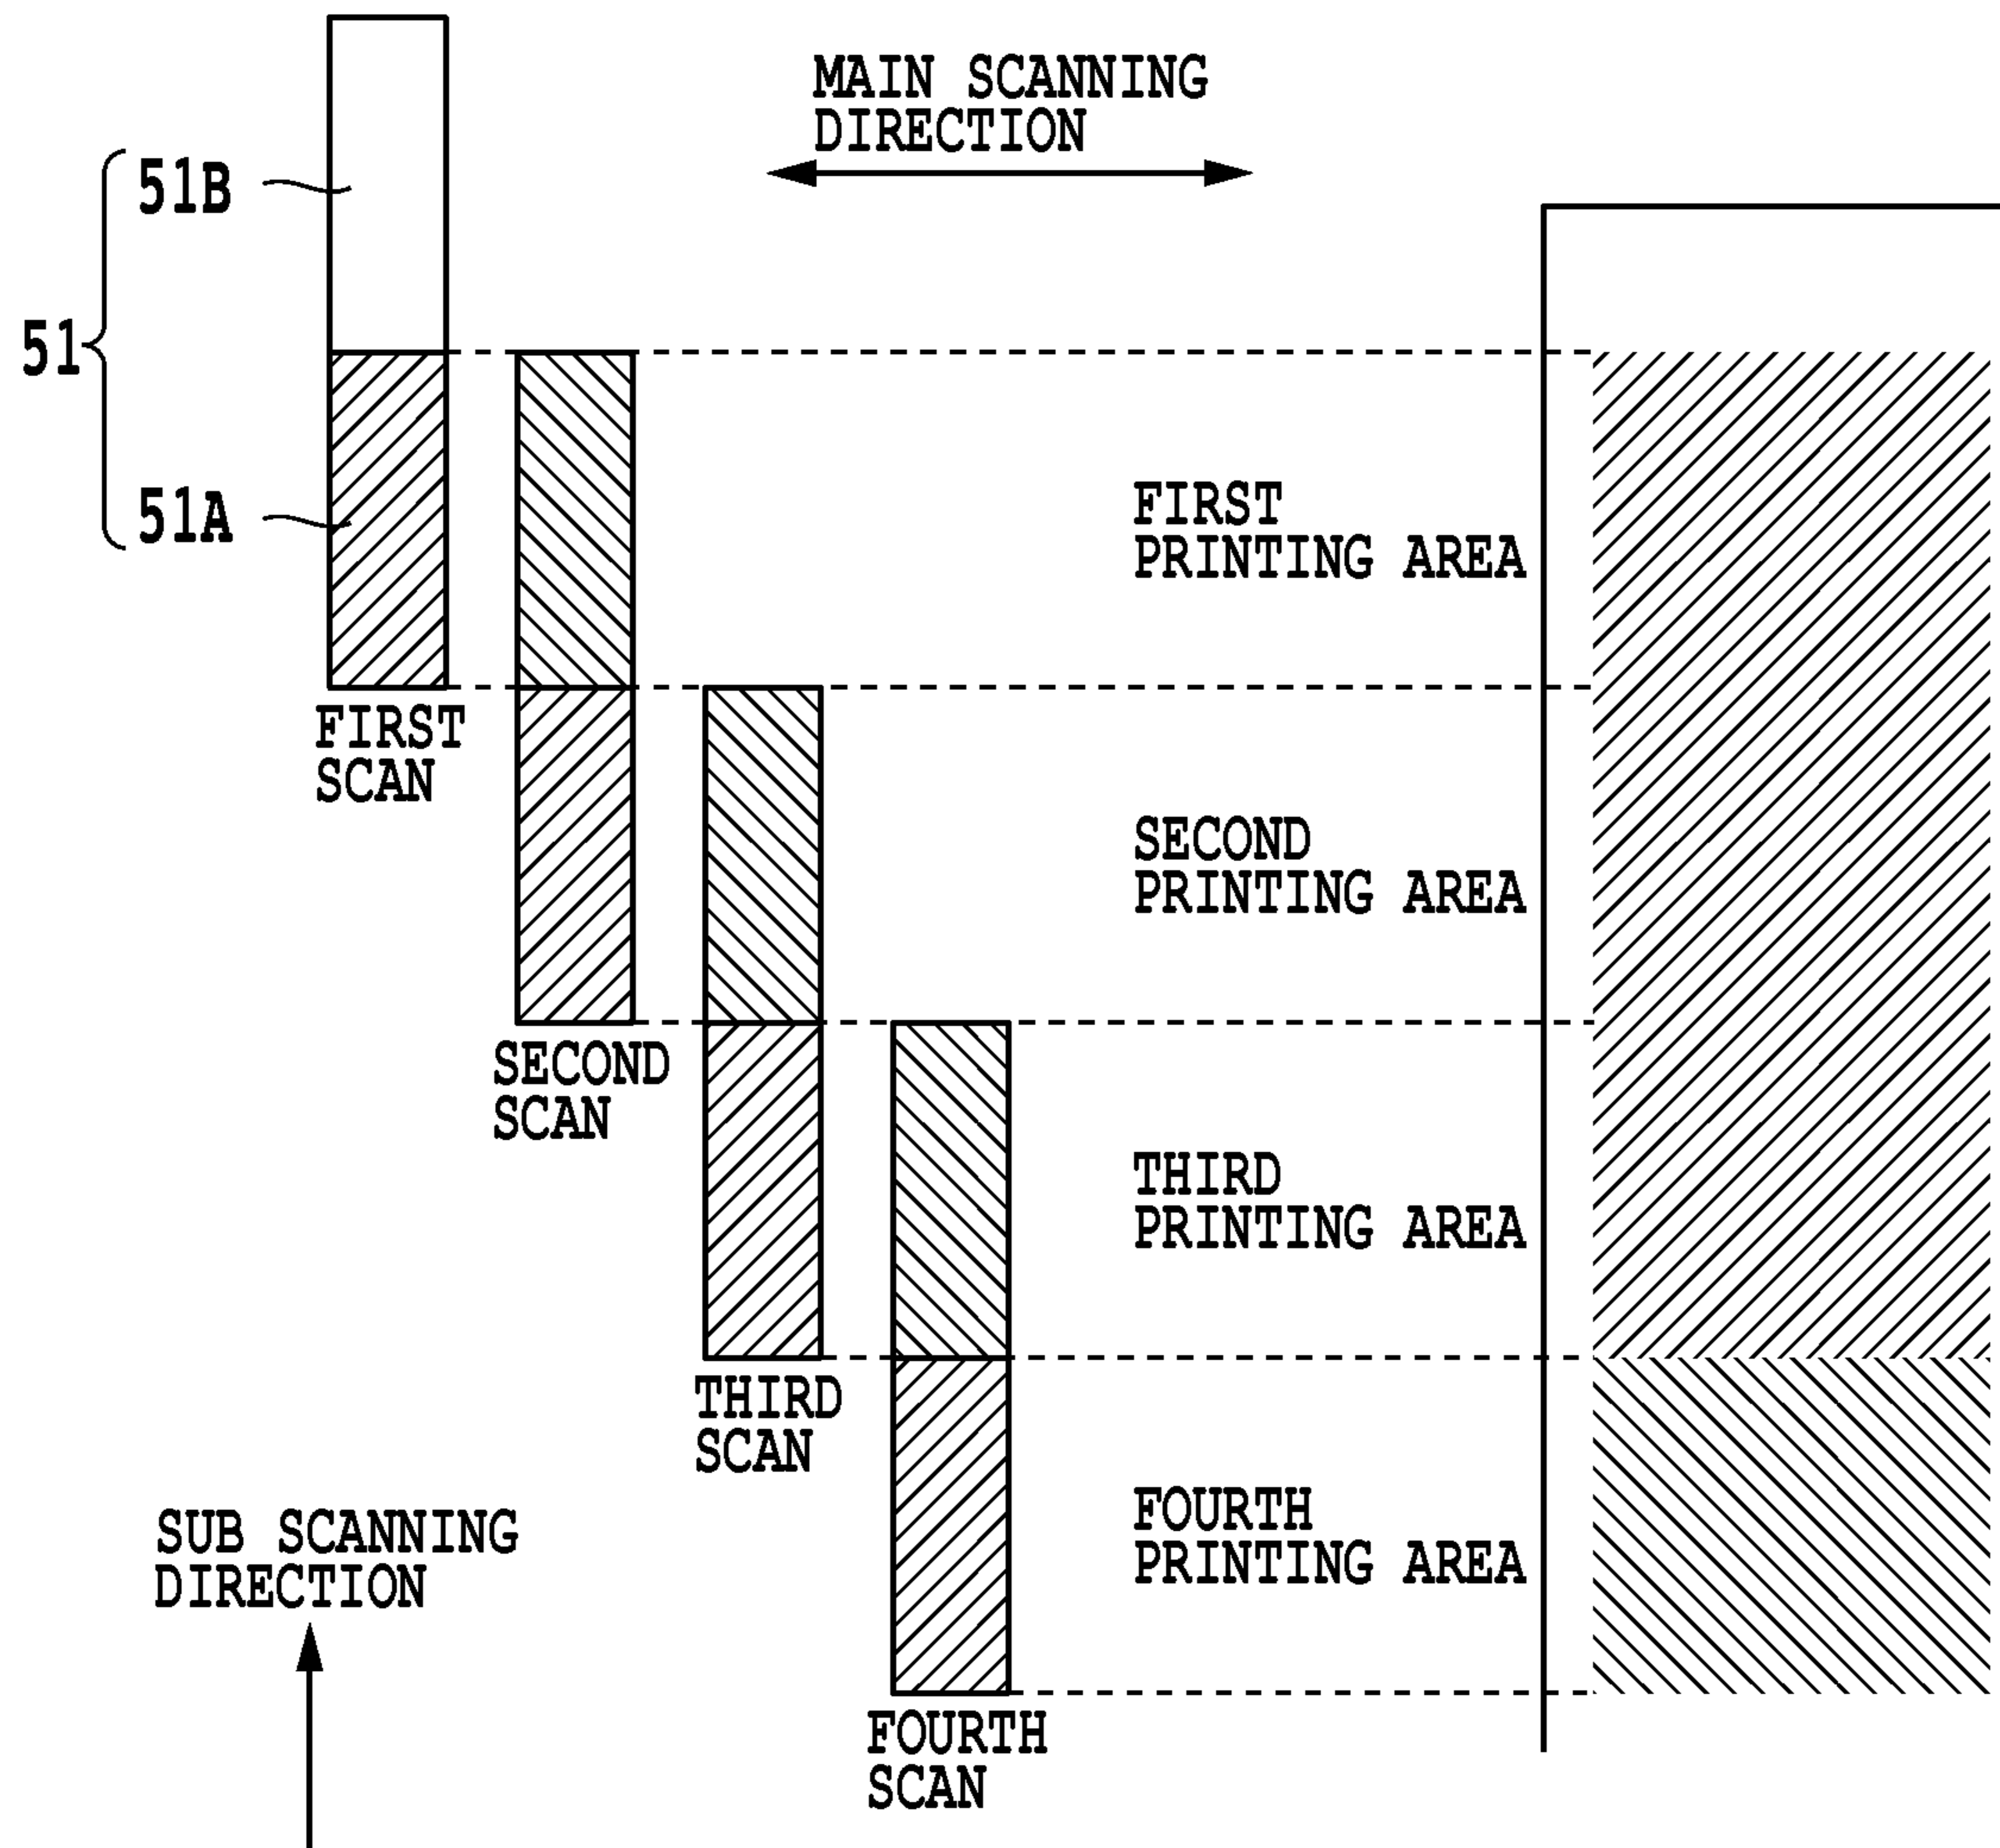 MAIN SCANNING
DIRECTION
51B
51
51A
FIRST
PRINTING AREA
FIRST
SCAN
SECOND
PRINTING AREA
SECOND
SCAN
THIRD
PRINTING AREA
THIRD
SCAN
FOURTH
PRINTING AREA
SUB SCANNING
DIRECTION
FOURTH
SCAN